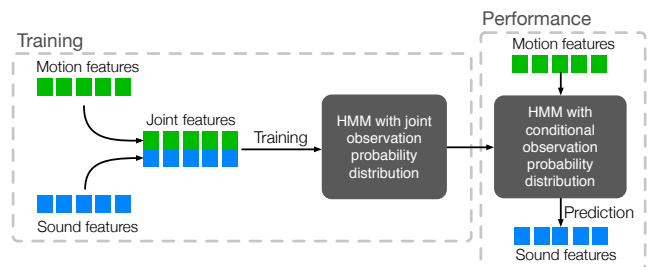 Training
Motion features
Joint features
Sound features
Training
HMM with joint
observation
probability
distribution
Performance
Motion features
HMM with
conditional
observation
probability
distribution
Prediction
Sound features